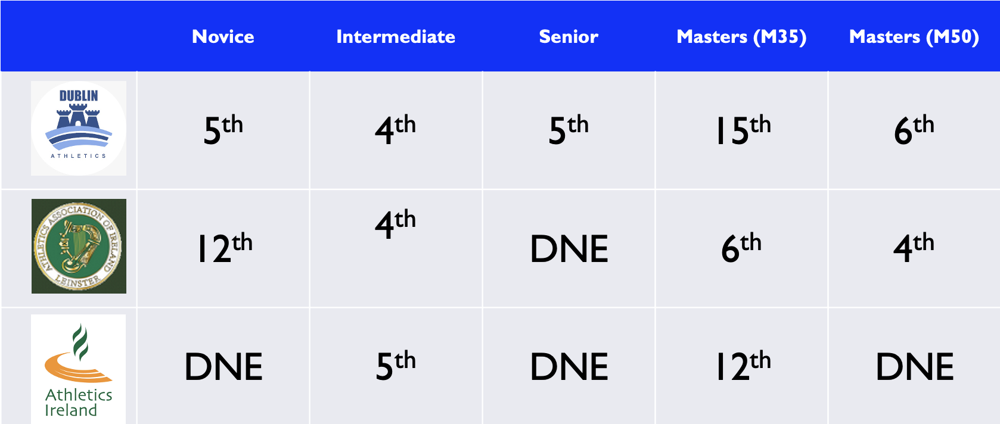 Novice Intermediate Senior Masters (M35) Masters (M50)
DUBLIN
ATHLETICS
5th 4th 5th 15th 6th
ATHLETICS ASSOCIATION OF IRELAND
LEINSTER
12th 4th DNE 6th 4th
Athletics
Ireland
DNE 5th DNE 12th DNE